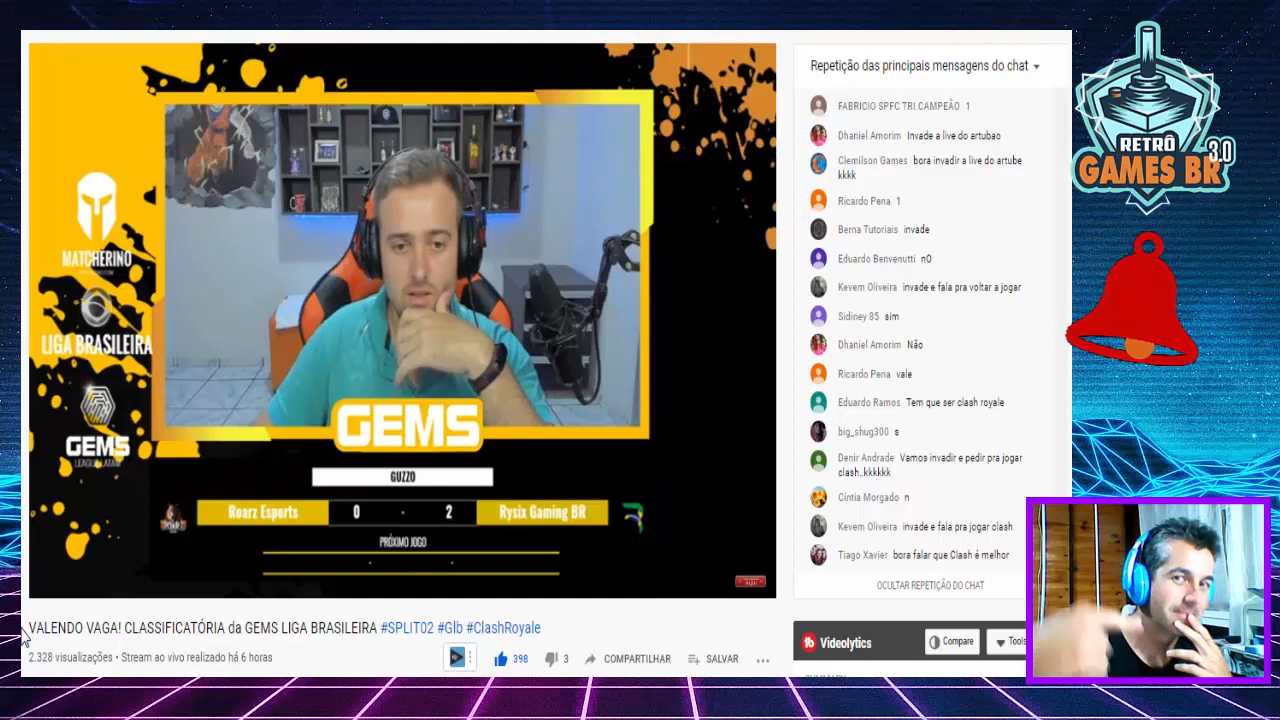 MATCHERINO
LIGA BRASILEIRA
GEMS
GEMS
GUZZO
Roarz Esports 0 - 2 Rysix Gaming BR
PRÓXIMO JOGO
- -
VALENDO VAGA! CLASSIFICATÓRIA da GEMS LIGA BRASILEIRA #SPLIT02 #Glb #ClashRoyale
2.328 visualizações • Stream ao vivo realizado há 6 horas
398 3 COMPARTILHAR SALVAR ...
Repetição das principais mensagens do chat
FABRICIO SPFC TRI.CAMPEÃO 1
Dhaniel Amorim Invade a live do artubao
Clemilson Games bora invadir a live do artube
kkkk
Ricardo Pena 1
Berna Tutoriais invade
Eduardo Benvenutti nO
Kevem Oliveira invade e fala pra voltar a jogar
Sidiney 85 sim
Dhaniel Amorim Não
Ricardo Pena vale
Eduardo Ramos Tem que ser clash royale
big_shug300 s
Denir Andrade Vamos invadir e pedir pra jogar
clash..kkkkkk
Cíntia Morgado n
Kevem Oliveira invade e fala pra jogar clash
Tiago Xavier bora falar que Clash é melhor
OCULTAR REPETIÇÃO DO CHAT
Videolytics Compare Tools
RETRÔ
GAMES BR 3.0